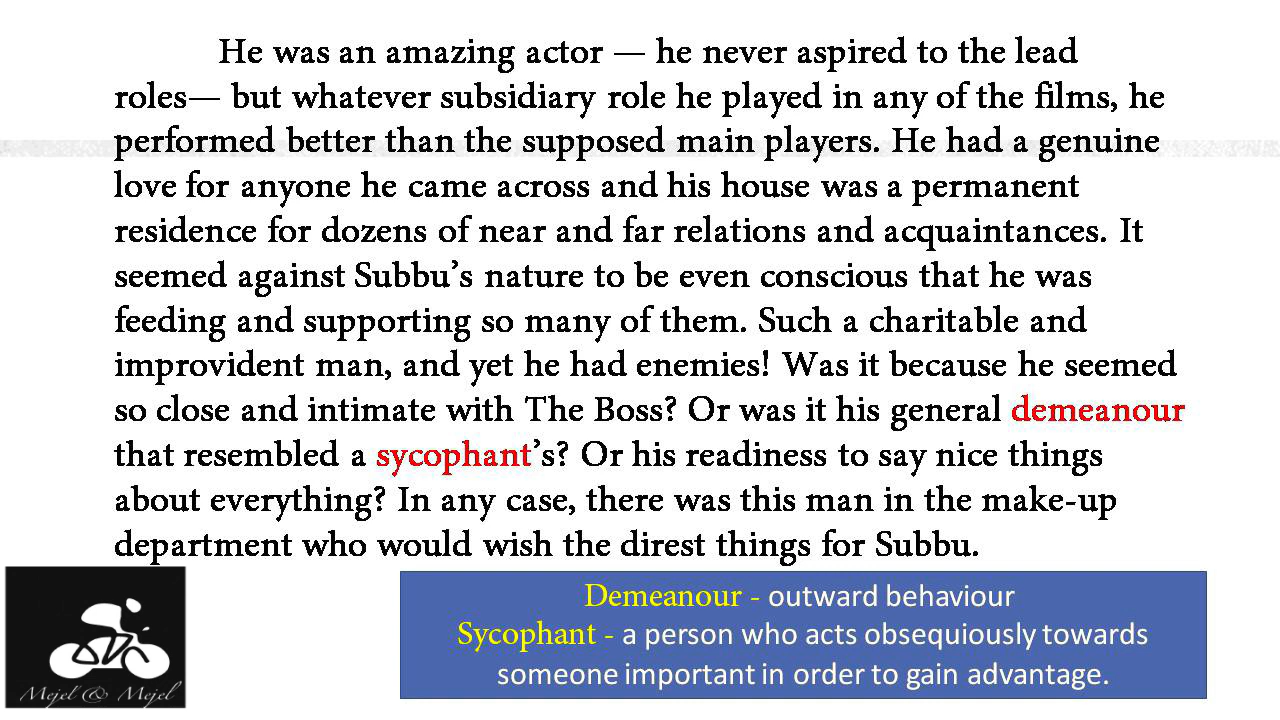 He was an amazing actor — he never aspired to the lead
roles— but whatever subsidiary role he played in any of the films, he
performed better than the supposed main players. He had a genuine
love for anyone he came across and his house was a permanent
residence for dozens of near and far relations and acquaintances. It
seemed against Subbu’s nature to be even conscious that he was
feeding and supporting so many of them. Such a charitable and
improvident man, and yet he had enemies! Was it because he seemed
so close and intimate with The Boss? Or was it his general demeanour
that resembled a sycophant’s? Or his readiness to say nice things
about everything? In any case, there was this man in the make-up
department who would wish the direst things for Subbu.
Demeanour - outward behaviour
Sycophant - a person who acts obsequiously towards
someone important in order to gain advantage.
Mejel & Mejel